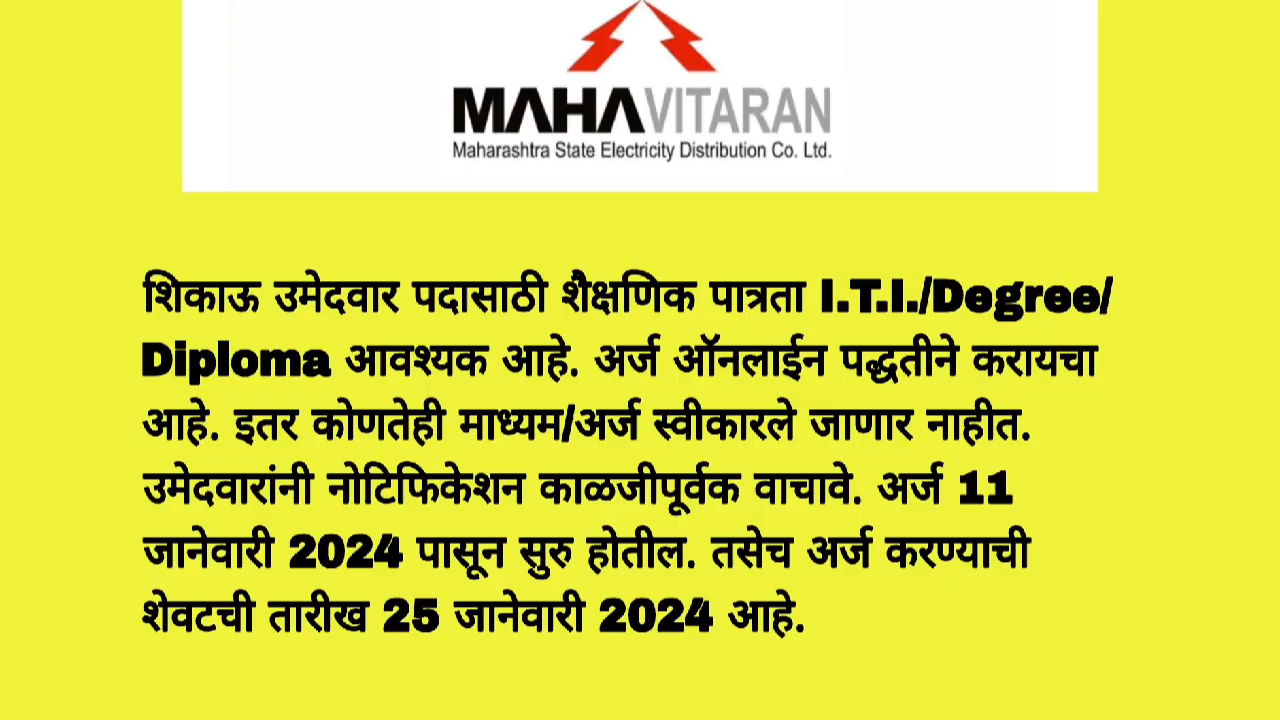 MAHAVITARAN
Maharashtra State Electricity Distribution Co. Ltd.
शिकाऊ उमेदवार पदासाठी शैक्षणिक पात्रता I.T.I./Degree/
Diploma आवश्यक आहे. अर्ज ऑनलाईन पद्धतीने करायचा
आहे. इतर कोणतेही माध्यम/अर्ज स्वीकारले जाणार नाहीत.
उमेदवारांनी नोटिफिकेशन काळजीपूर्वक वाचावे. अर्ज 11
जानेवारी 2024 पासून सुरु होतील. तसेच अर्ज करण्याची
शेवटची तारीख 25 जानेवारी 2024 आहे.